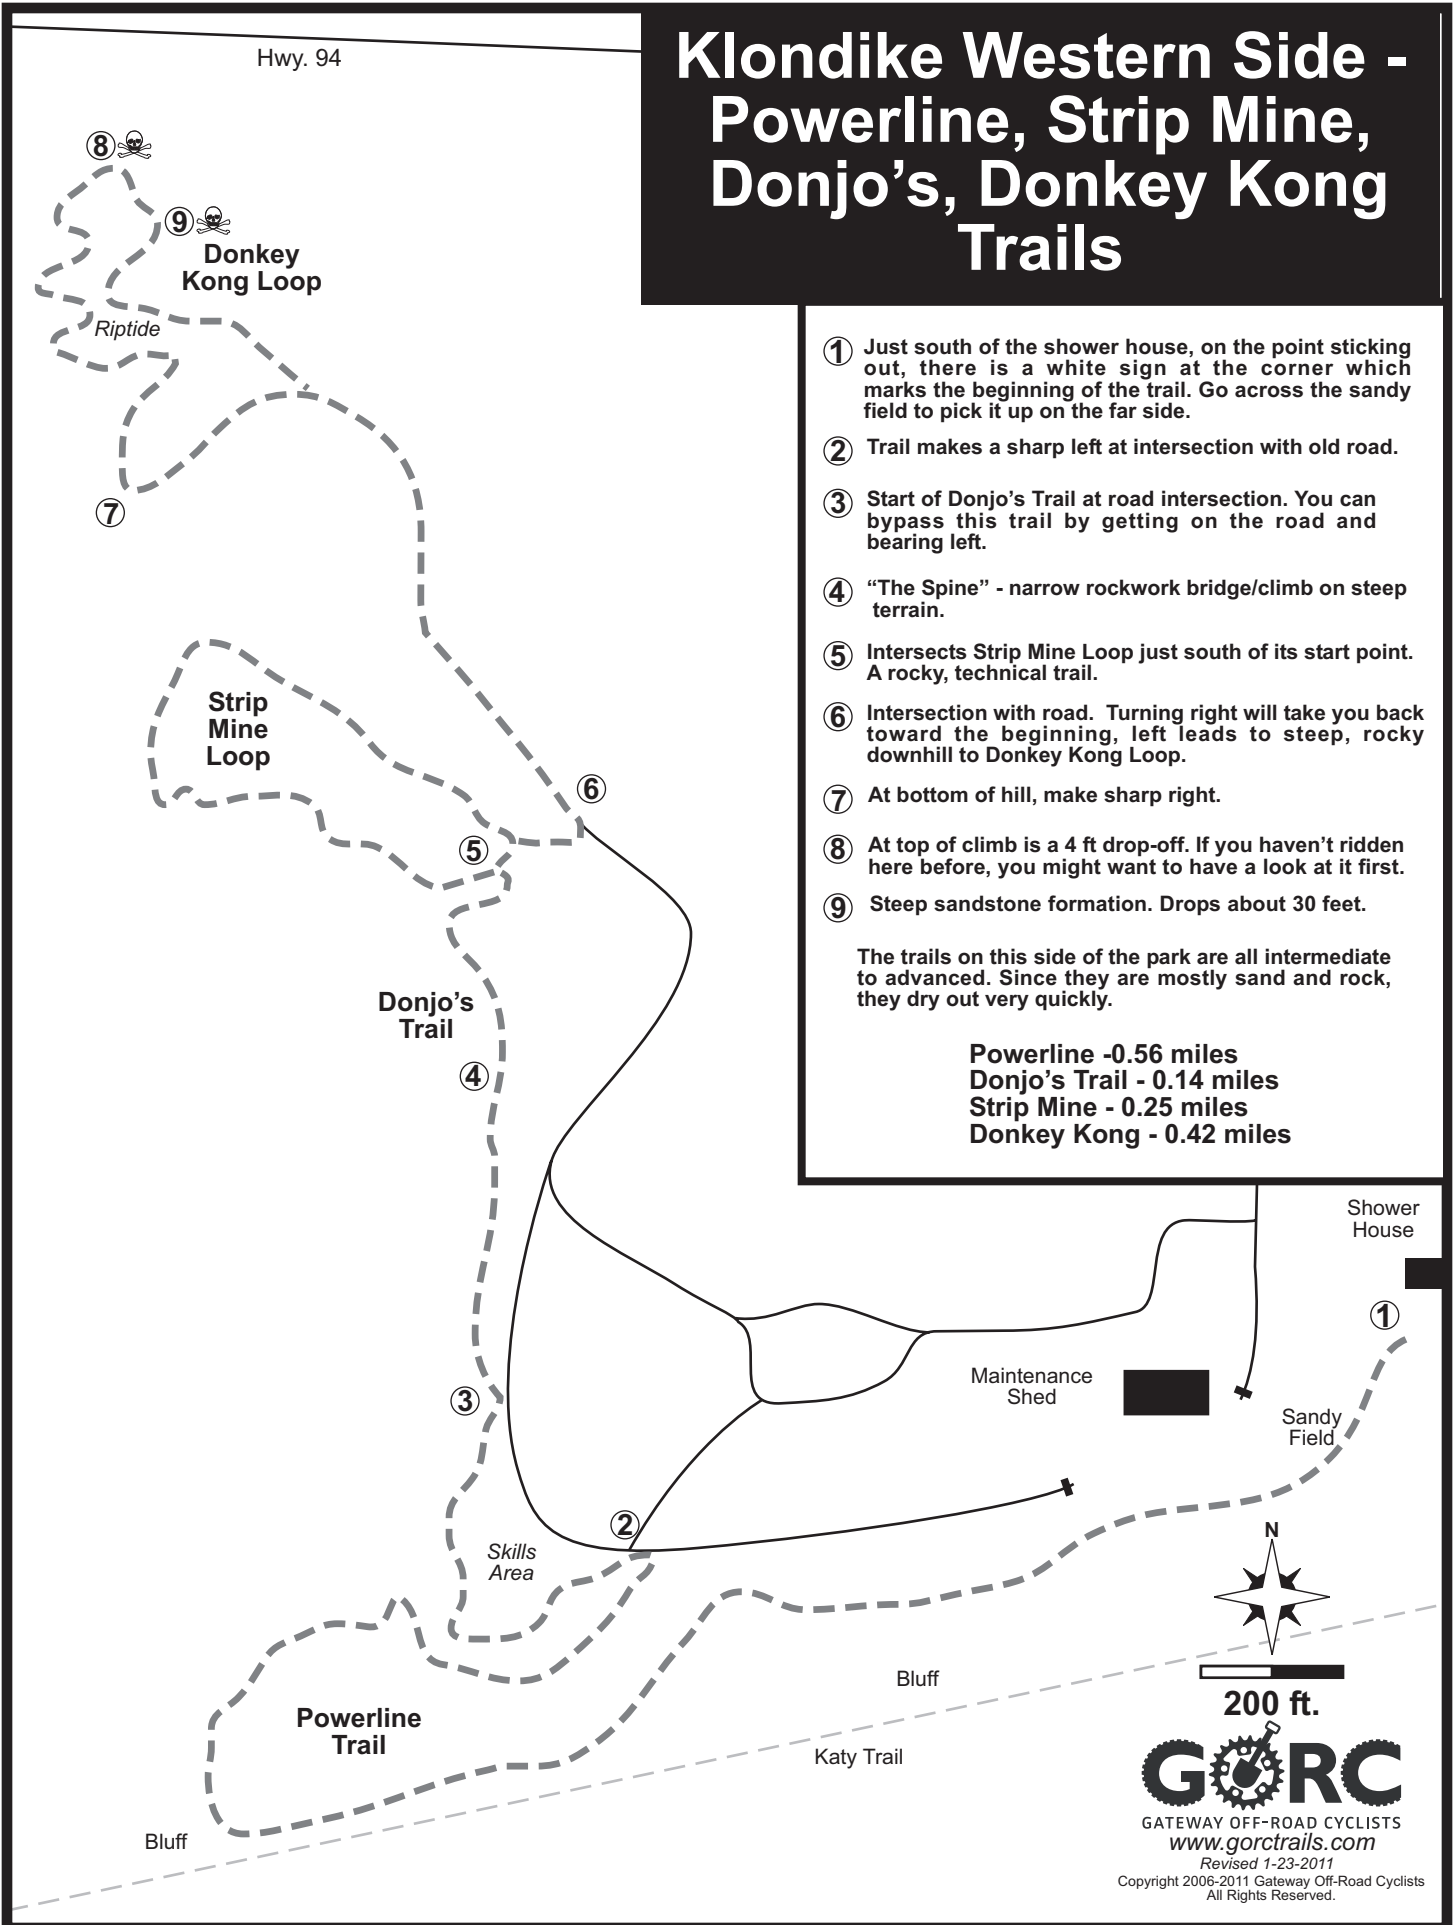 Hwy. 94
Klondike Western Side -
Powerline, Strip Mine,
Donjo’s, Donkey Kong
Trails
8
9
Donkey
Kong Loop
Riptide
7
Strip
Mine
Loop
6
5
Donjo’s
Trail
4
3
2
Skills
Area
Powerline
Trail
Bluff
Bluff
Katy Trail
1 Just south of the shower house, on the point sticking
out, there is a white sign at the corner which
marks the beginning of the trail. Go across the sandy
field to pick it up on the far side.
2 Trail makes a sharp left at intersection with old road.
3 Start of Donjo’s Trail at road intersection. You can
bypass this trail by getting on the road and
bearing left.
4 “The Spine” - narrow rockwork bridge/climb on steep
terrain.
5 Intersects Strip Mine Loop just south of its start point.
A rocky, technical trail.
6 Intersection with road. Turning right will take you back
toward the beginning, left leads to steep, rocky
downhill to Donkey Kong Loop.
7 At bottom of hill, make sharp right.
8 At top of climb is a 4 ft drop-off. If you haven’t ridden
here before, you might want to have a look at it first.
9 Steep sandstone formation. Drops about 30 feet.
The trails on this side of the park are all intermediate
to advanced. Since they are mostly sand and rock,
they dry out very quickly.
Powerline -0.56 miles
Donjo’s Trail - 0.14 miles
Strip Mine - 0.25 miles
Donkey Kong - 0.42 miles
Shower
House
1
Maintenance
Shed
Sandy
Field
N
200 ft.
GORC
GATEWAY OFF-ROAD CYCLISTS
www.gorctrails.com
Revised 1-23-2011
Copyright 2006-2011 Gateway Off-Road Cyclists
All Rights Reserved.